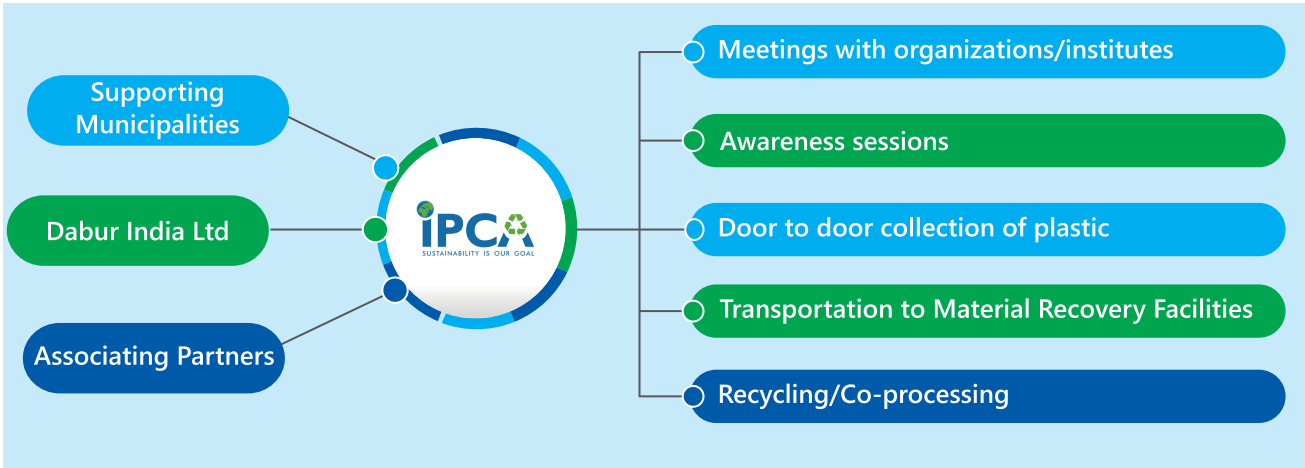 Supporting
Municipalities
Dabur India Ltd
Associating Partners
iPCA
SUSTAINABILITY IS OUR GOAL
Meetings with organizations/institutes
Awareness sessions
Door to door collection of plastic
Transportation to Material Recovery Facilities
Recycling/Co-processing